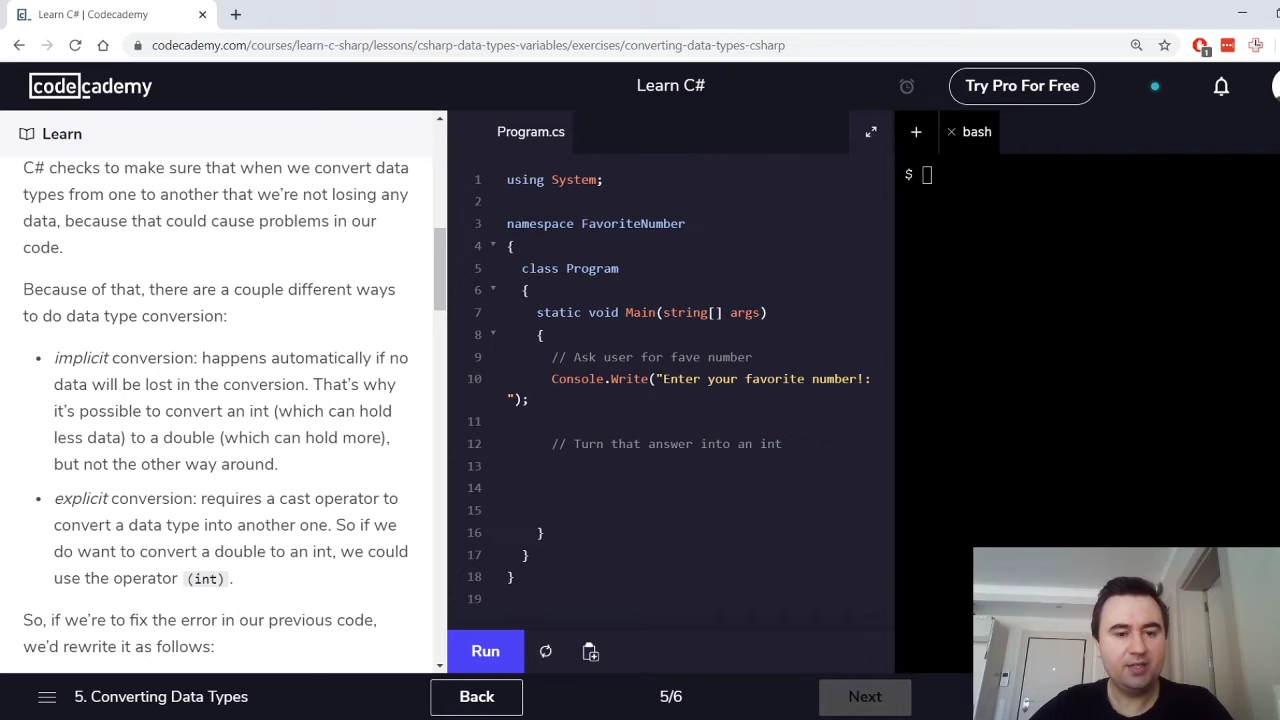 Learn C# | Codecademy
codecademy.com/courses/learn-c-sharp/lessons/csharp-data-types-variables/exercises/converting-data-types-csharp
1
codecademy
Learn C#
Try Pro For Free
Learn
C# checks to make sure that when we convert data
types from one to another that we’re not losing any
data, because that could cause problems in our
code.
Because of that, there are a couple different ways
to do data type conversion:
• implicit conversion: happens automatically if no
data will be lost in the conversion. That’s why
it’s possible to convert an int (which can hold
less data) to a double (which can hold more),
but not the other way around.
• explicit conversion: requires a cast operator to
convert a data type into another one. So if we
do want to convert a double to an int, we could
use the operator (int).
So, if we’re to fix the error in our previous code,
we’d rewrite it as follows:
Program.cs
1 using System;
2
3 namespace FavoriteNumber
4 {
5 class Program
6 {
7 static void Main(string[] args)
8 {
9 // Ask user for fave number
10 Console.Write("Enter your favorite number!:
");
11
12 // Turn that answer into an int
13
14
15
16 }
17 }
18 }
19
bash
$
Run
5. Converting Data Types
Back
5/6
Next